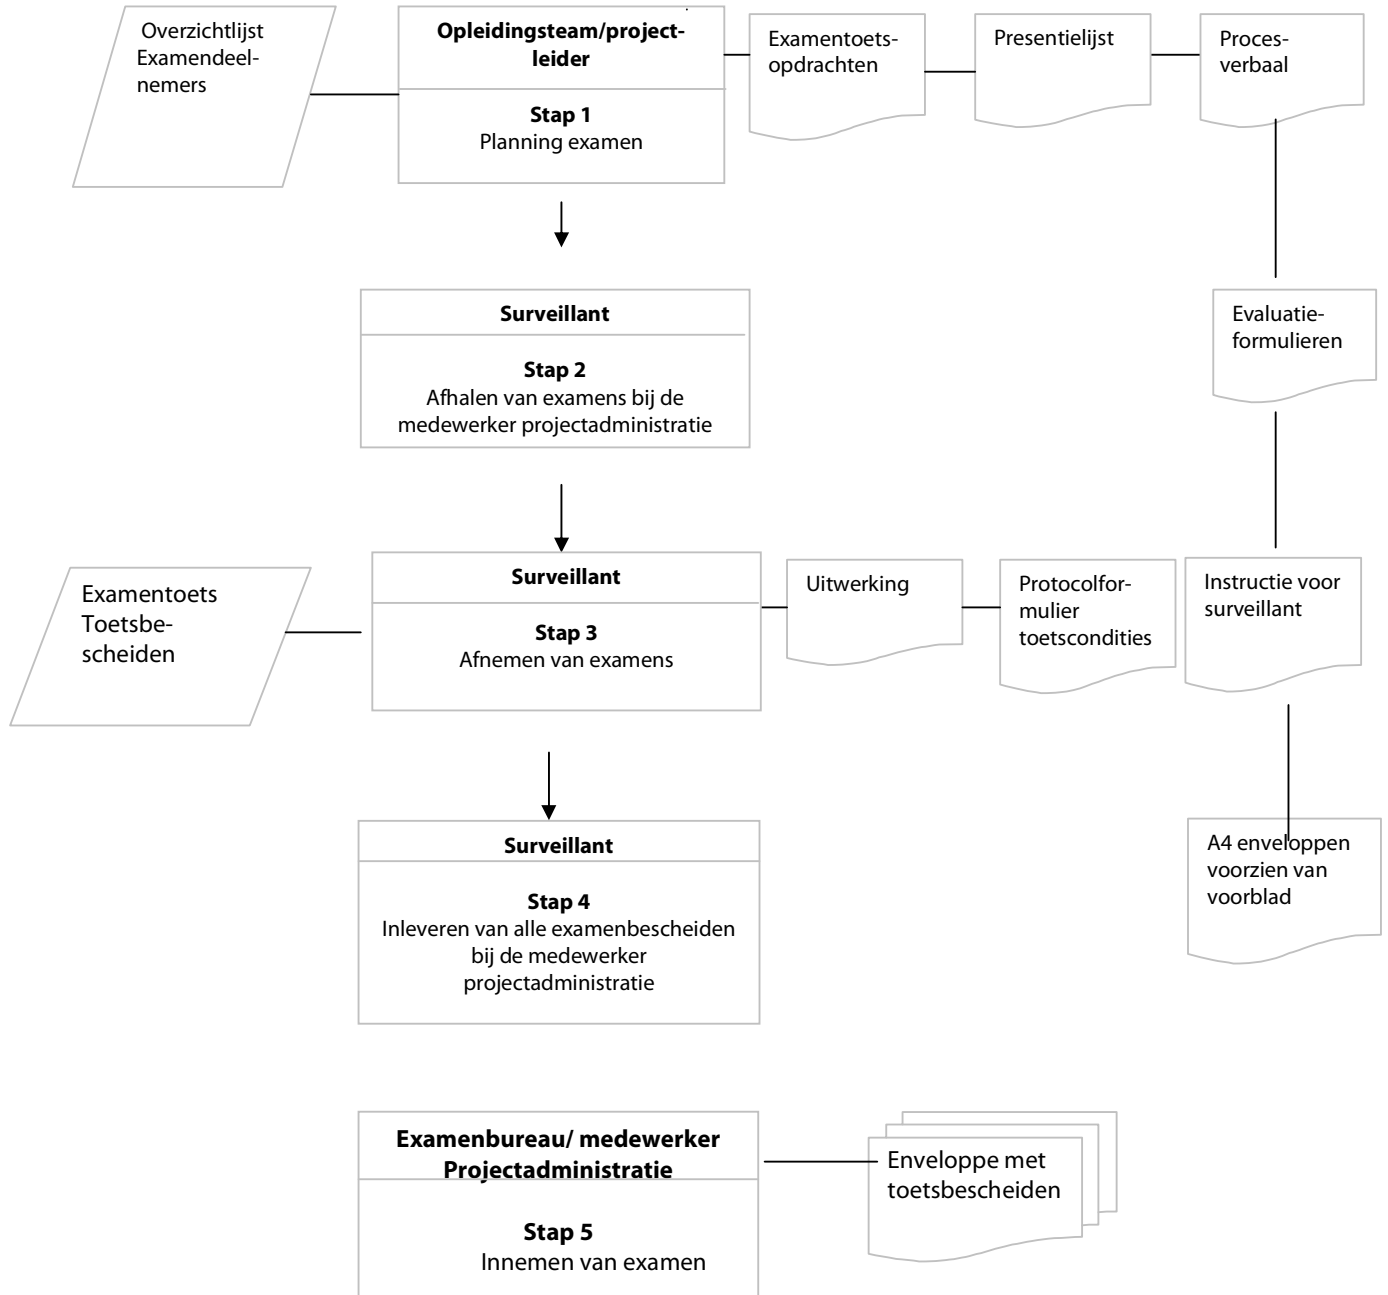 Overzichtlijst
Examendeel-
nemers
Opleidingsteam/project-
leider
Stap 1
Planning examen
Examentoets-
opdrachten
Presentielijst
Proces-
verbaal
Surveillant
Stap 2
Afhalen van examens bij de
medewerker projectadministratie
Evaluatie-
formulieren
Examentoets
Toetsbe-
scheiden
Surveillant
Stap 3
Afnemen van examens
Uitwerking
Protocolfor-
mulier
toetscondities
Instructie voor
surveillant
Surveillant
Stap 4
Inleveren van alle examenbescheiden
bij de medewerker
projectadministratie
A4 enveloppen
voorzien van
voorblad
Examenbureau/ medewerker
Projectadministratie
Stap 5
Innemen van examen
Enveloppe met
toetsbescheiden